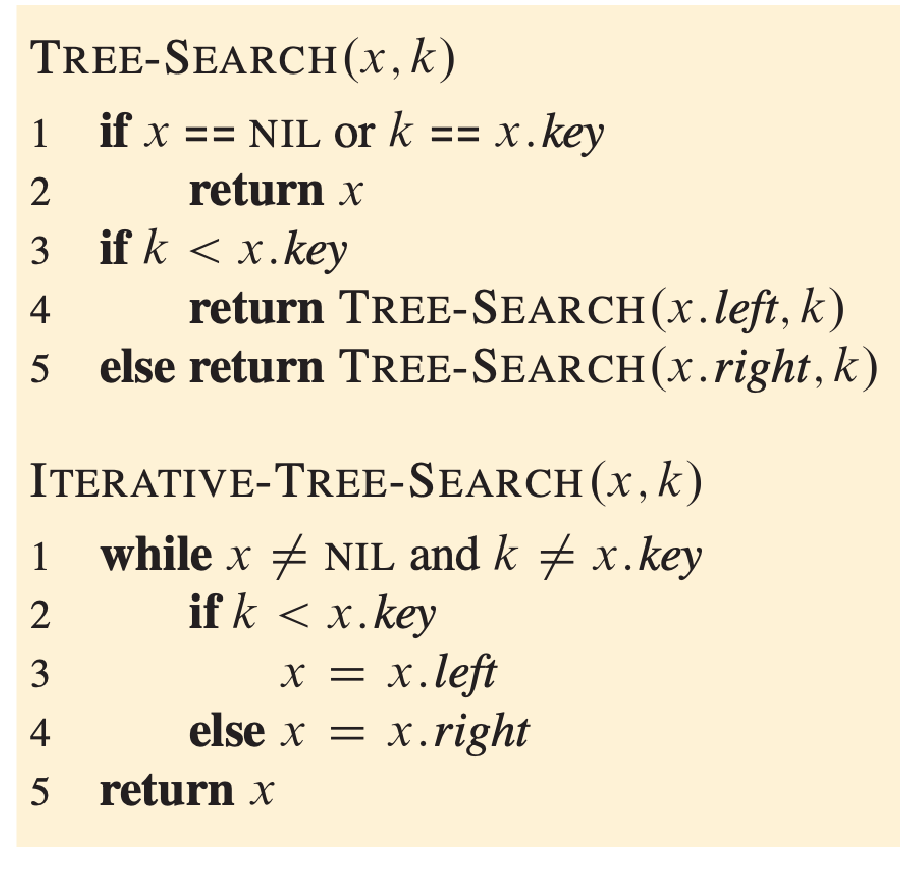 TREE-SEARCH(x, k)
1 if x == NIL or k == x.key
2 return x
3 if k < x.key
4 return TREE-SEARCH(x.left, k)
5 else return TREE-SEARCH(x.right, k)
ITERATIVE-TREE-SEARCH(x, k)
1 while x ≠ NIL and k ≠ x.key
2 if k < x.key
3 x = x.left
4 else x = x.right
5 return x